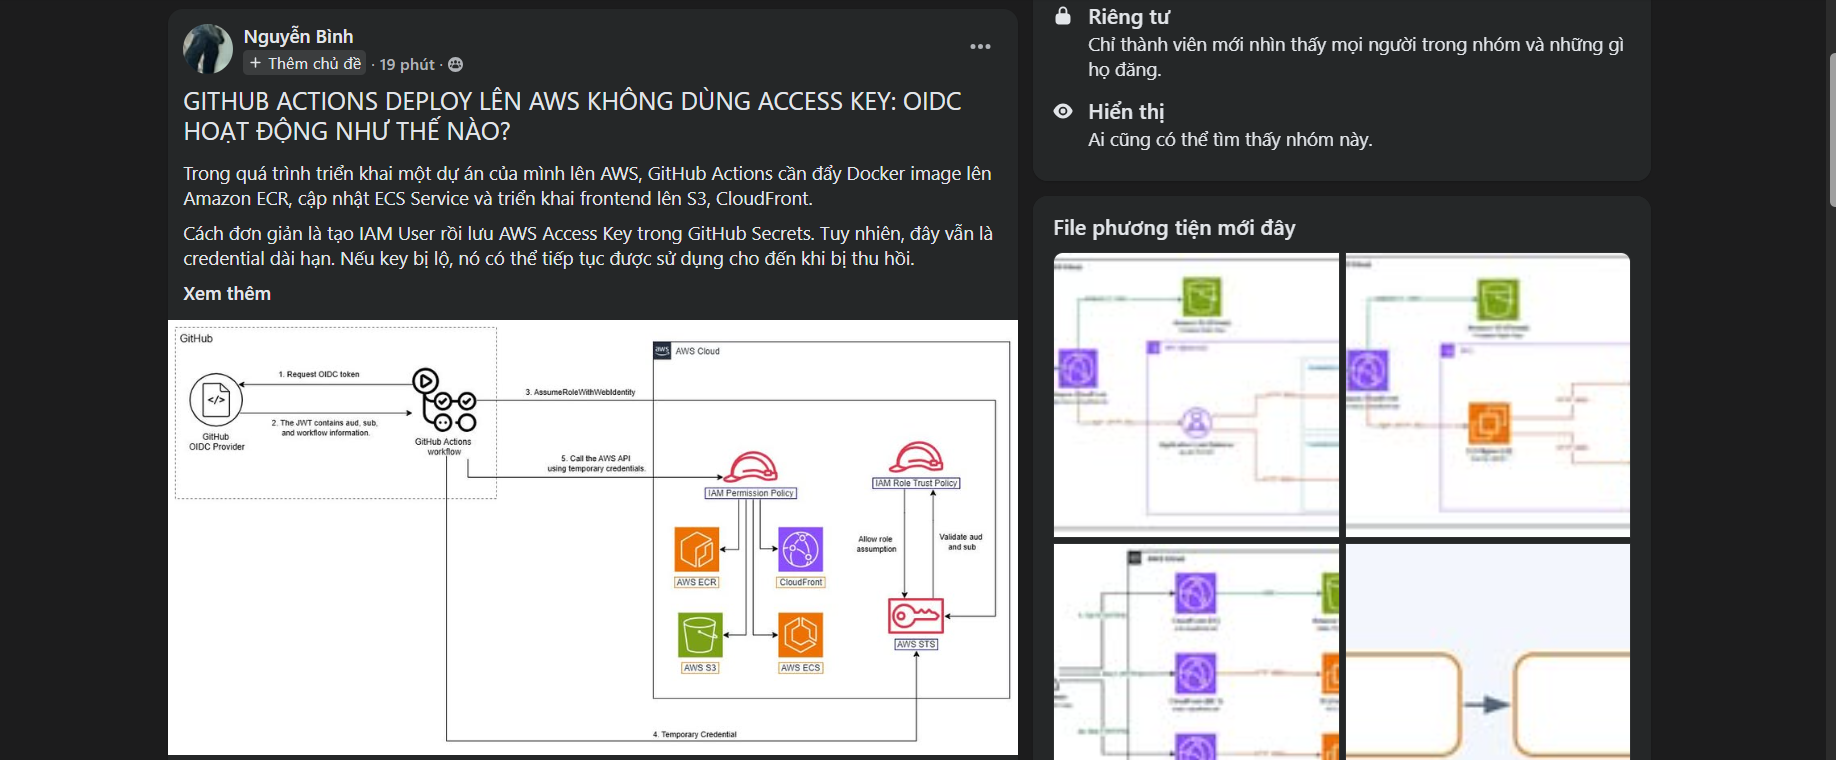 Nguyễn Bình
+ Thêm chủ đề · 19 phút ·
GITHUB ACTIONS DEPLOY LÊN AWS KHÔNG DÙNG ACCESS KEY: OIDC
HOẠT ĐỘNG NHƯ THẾ NÀO?
Trong quá trình triển khai một dự án của mình lên AWS, GitHub Actions cần đẩy Docker image lên
Amazon ECR, cập nhật ECS Service và triển khai frontend lên S3, CloudFront.
Cách đơn giản là tạo IAM User rồi lưu AWS Access Key trong GitHub Secrets. Tuy nhiên, đây vẫn là
credential dài hạn. Nếu key bị lộ, nó có thể tiếp tục được sử dụng cho đến khi bị thu hồi.
Xem thêm
GitHub
1. Request OIDC token
</>
GitHub
OIDC Provider
2. The JWT contains aud, sub,
and workflow information.
GitHub Actions
workflow
3. AssumeRoleWithWebIdentity
5. Call the AWS API
using temporary credentials.
aws
AWS Cloud
IAM Permission Policy
IAM Role Trust Policy
AWS ECR
CloudFront
AWS S3
AWS ECS
Allow role
assumption
Validate aud
and sub
AWS STS
4. Temporary Credential
Riêng tư
Chỉ thành viên mới nhìn thấy mọi người trong nhóm và những gì
họ đăng.
Hiển thị
Ai cũng có thể tìm thấy nhóm này.
File phương tiện mới đây